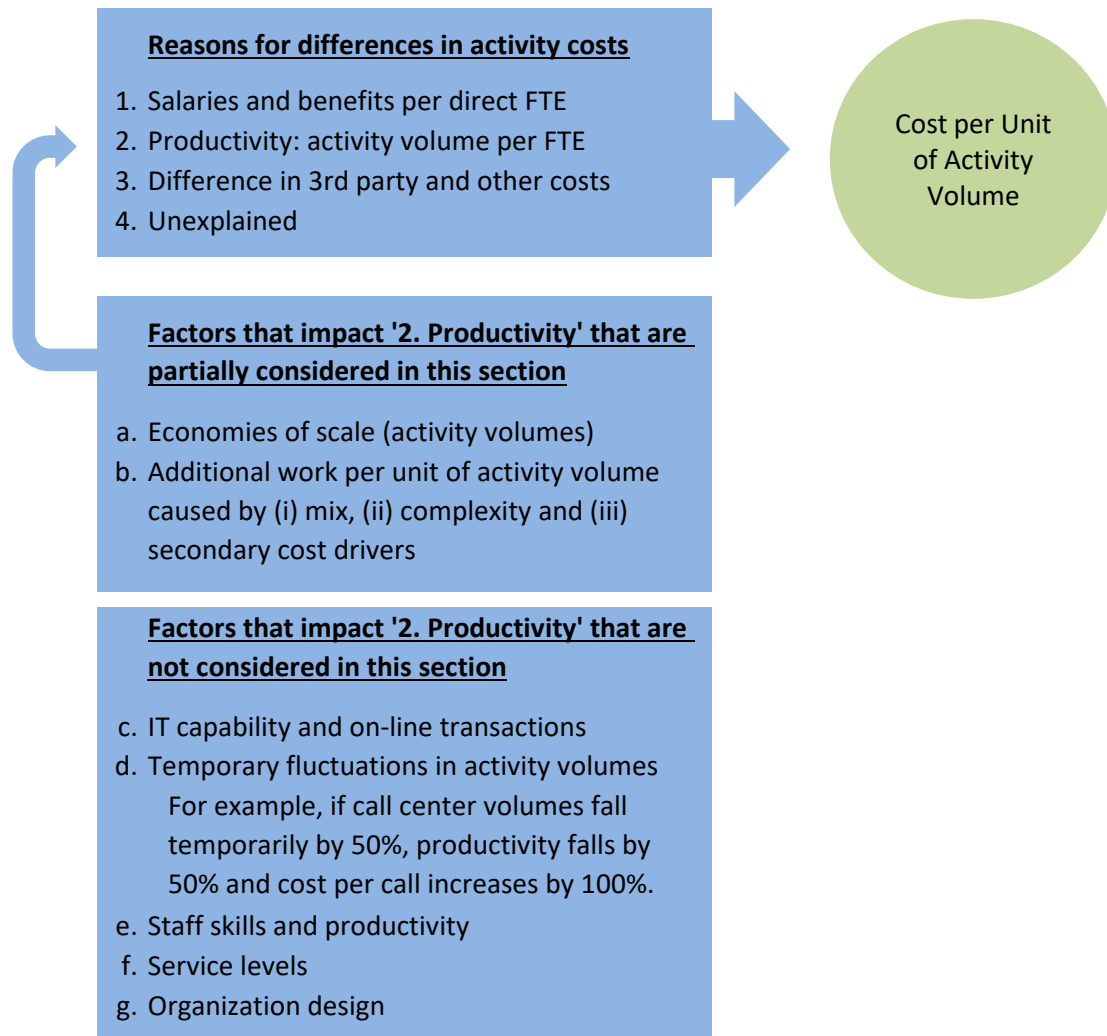 Reasons for differences in activity costs
1. Salaries and benefits per direct FTE
2. Productivity: activity volume per FTE
3. Difference in 3rd party and other costs
4. Unexplained
Cost per Unit
of Activity
Volume
Factors that impact '2. Productivity' that are
partially considered in this section
a. Economies of scale (activity volumes)
b. Additional work per unit of activity volume
caused by (i) mix, (ii) complexity and (iii)
secondary cost drivers
Factors that impact '2. Productivity' that are
not considered in this section
c. IT capability and on-line transactions
d. Temporary fluctuations in activity volumes
For example, if call center volumes fall
temporarily by 50%, productivity falls by
50% and cost per call increases by 100%.
e. Staff skills and productivity
f. Service levels
g. Organization design